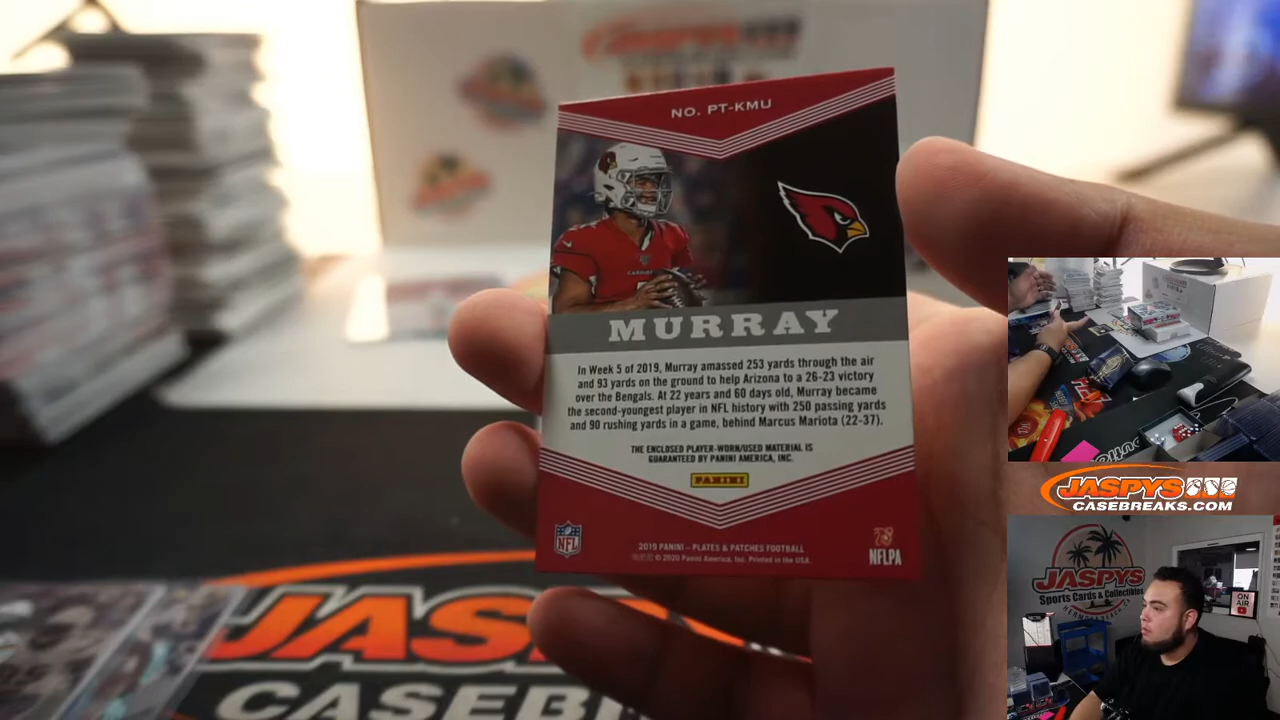 NO. PT-KMU
MURRAY
In Week 5 of 2019, Murray amassed 253 yards through the air
and 93 yards on the ground to help Arizona to a 26-23 victory
over the Bengals. At 22 years and 60 days old, Murray became
the second-youngest player in NFL history with 250 passing yards
and 90 rushing yards in a game, behind Marcus Mariota (22-37).
THE ENCLOSED PLAYER-WORN/USED MATERIAL IS
GUARANTEED BY PANINI AMERICA, INC.
PANINI
NFL
2019 PANINI – PLATES & PATCHES FOOTBALL
© 2020 Panini America, Inc. Printed in the USA.
NFLPA
JASPYS
CASEBREAKS.COM
JASPYS
Sports Cards & Collectibles
ON
AIR
JAS
CASEB